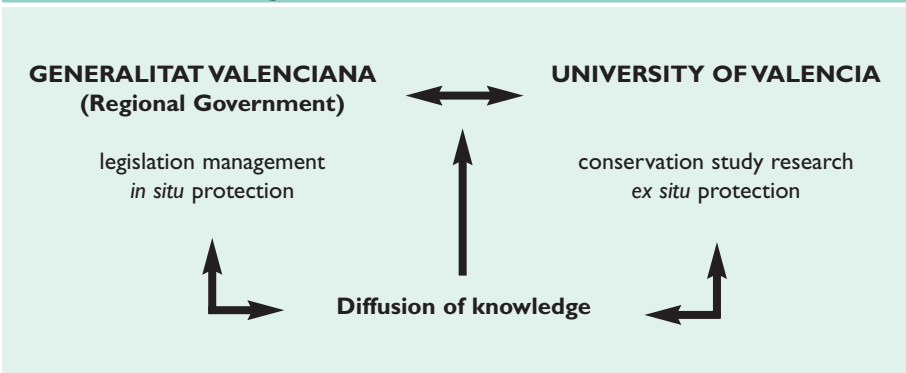 GENERALITAT VALENCIANA
(Regional Government)
UNIVERSITY OF VALENCIA
legislation management
in situ protection
conservation study research
ex situ protection
Diffusion of knowledge